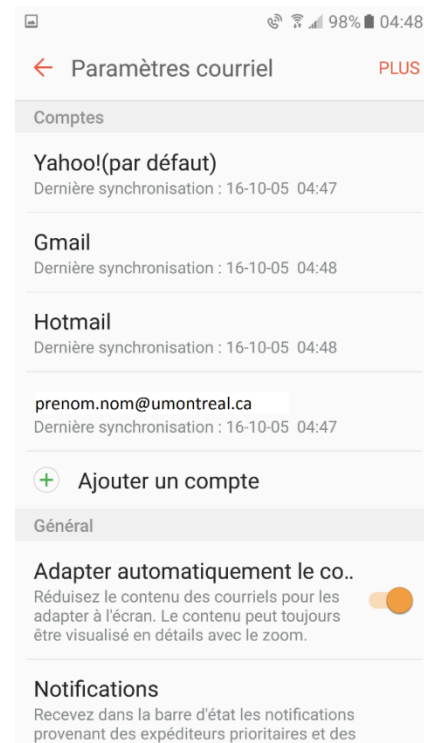 98% 04:48
Paramètres courriel PLUS
Comptes
Yahoo!(par défaut)
Dernière synchronisation : 16-10-05 04:47
Gmail
Dernière synchronisation : 16-10-05 04:48
Hotmail
Dernière synchronisation : 16-10-05 04:48
prenom.nom@umontreal.ca
Dernière synchronisation : 16-10-05 04:47
Ajouter un compte
Général
Adapter automatiquement le co..
Réduisez le contenu des courriels pour les
adapter à l'écran. Le contenu peut toujours
être visualisé en détails avec le zoom.
Notifications
Recevez dans la barre d'état les notifications
provenant des expéditeurs prioritaires et des